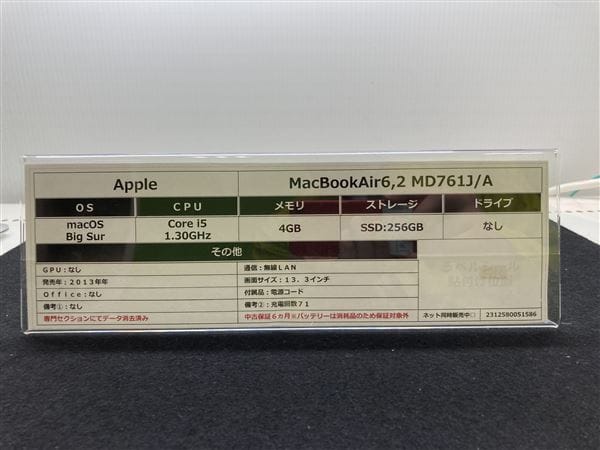 Apple MacBookAir6,2 MD761J/A
OS CPU メモリ ストレージ ドライブ
macOS Big Sur Core i5 1.30GHz 4GB SSD:256GB なし
その他
GPU:なし 通信:無線LAN
発売年:2013年年 画面サイズ:13．3インチ
Office:なし 付属品:電源コード
備考①:なし 備考②:充電回数71
専門セクションにてデータ消去済み 中古保証6カ月※バッテリーは消耗品のため保証対象外 ネット同時販売中□ 2312580051586